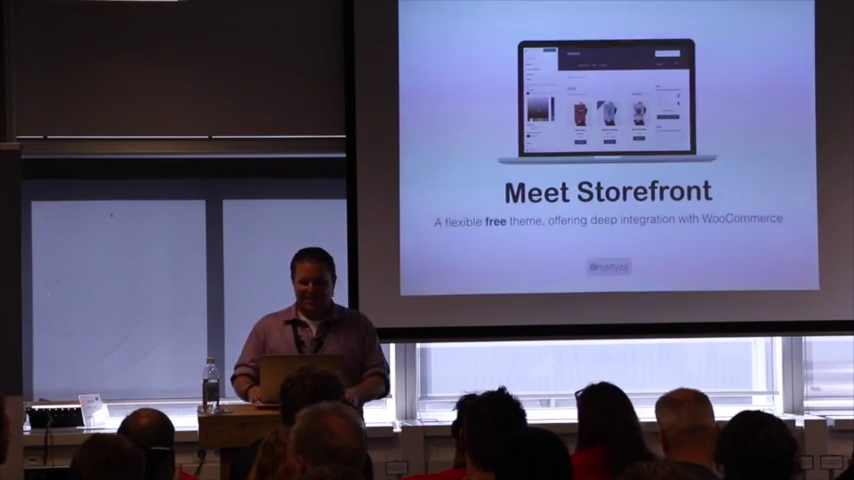 Meet Storefront
A flexible free theme, offering deep integration with WooCommerce
@mattyza